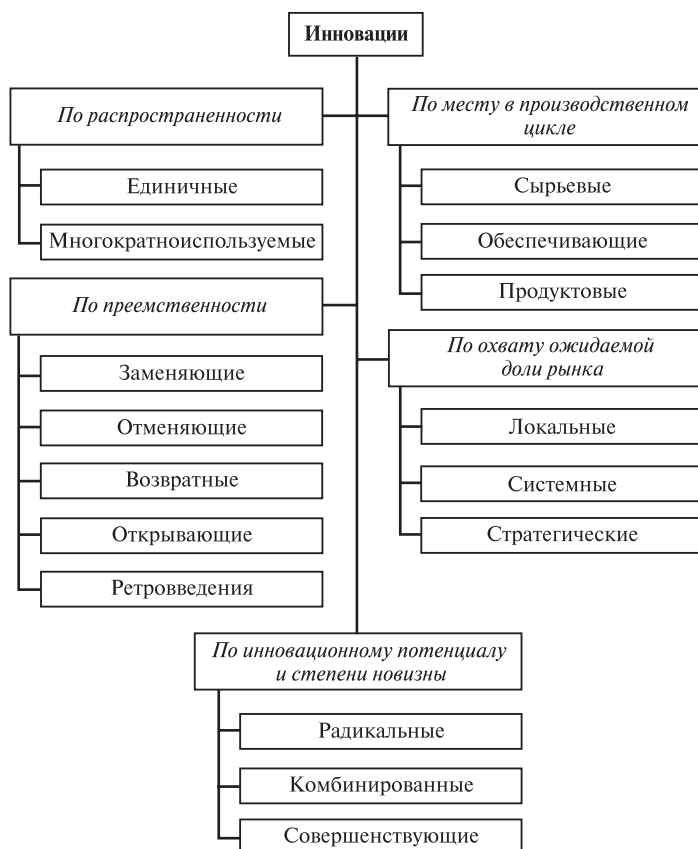 Инновации
По распространенности
Единичные
Многократноиспользуемые
По преемственности
Заменяющие
Отменяющие
Возвратные
Открывающие
Ретровведения
По месту в производственном
цикле
Сырьевые
Обеспечивающие
Продуктовые
По охвату ожидаемой
доли рынка
Локальные
Системные
Стратегические
По инновационному потенциалу
и степени новизны
Радикальные
Комбинированные
Совершенствующие